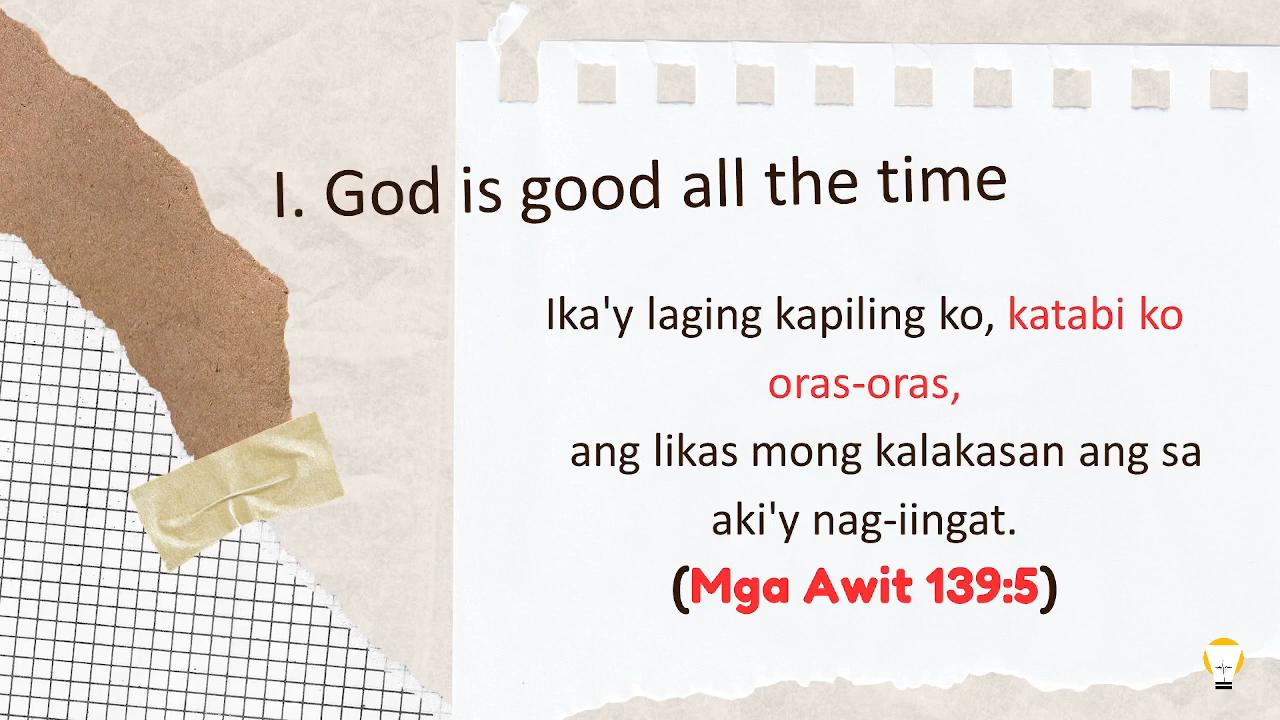 I. God is good all the time
Ika'y laging kapiling ko, katabi ko
oras-oras,
ang likas mong kalakasan ang sa
aki'y nag-iingat.
(Mga Awit 139:5)